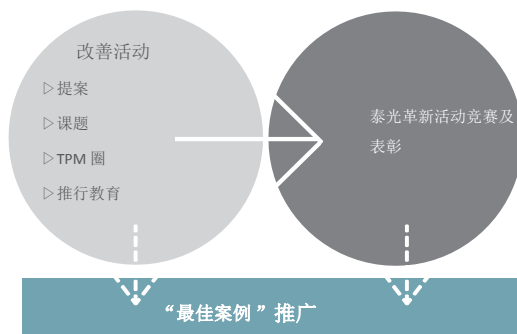 改善活动
▷提案
▷课题
▷TPM 圈
▷推行教育
泰光革新活动竞赛及
表彰
“最佳案例 ”推广